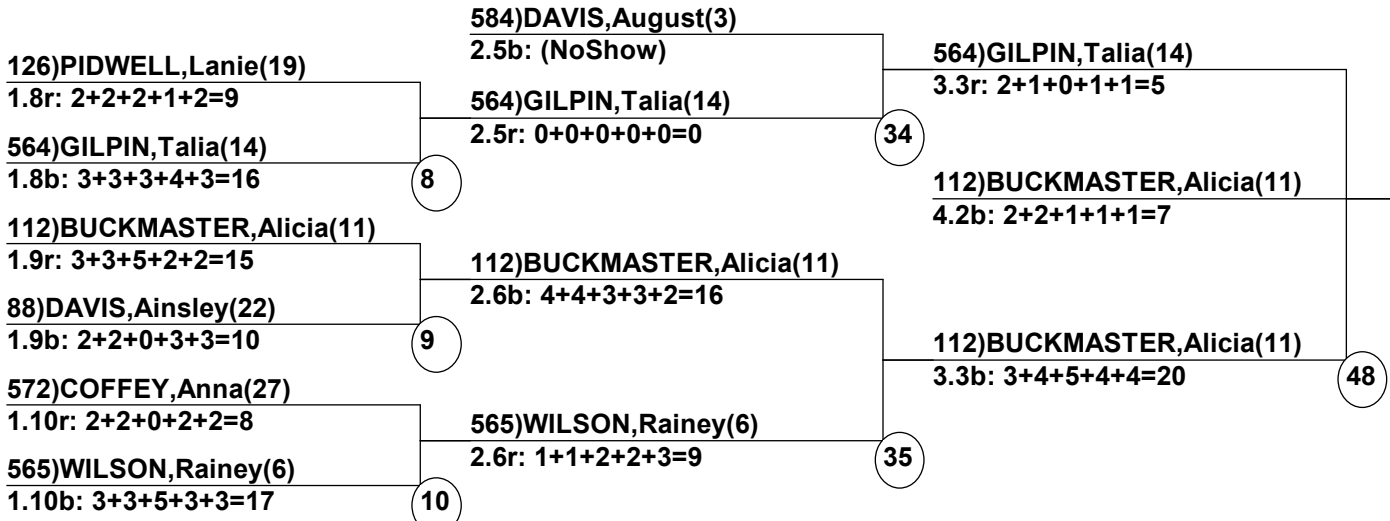 126)PIDWELL,Lanie(19)
1.8r: 2+2+2+1+2=9
564)GILPIN,Talia(14)
1.8b: 3+3+3+4+3=16
8
112)BUCKMASTER,Alicia(11)
1.9r: 3+3+5+2+2=15
88)DAVIS,Ainsley(22)
1.9b: 2+2+0+3+3=10
9
572)COFFEY,Anna(27)
1.10r: 2+2+0+2+2=8
565)WILSON,Rainey(6)
1.10b: 3+3+5+3+3=17
10
584)DAVIS,August(3)
2.5b: (NoShow)
564)GILPIN,Talia(14)
2.5r: 0+0+0+0+0=0
34
112)BUCKMASTER,Alicia(11)
2.6b: 4+4+3+3+2=16
565)WILSON,Rainey(6)
2.6r: 1+1+2+2+3=9
35
564)GILPIN,Talia(14)
3.3r: 2+1+0+1+1=5
112)BUCKMASTER,Alicia(11)
4.2b: 2+2+1+1+1=7
112)BUCKMASTER,Alicia(11)
3.3b: 3+4+5+4+4=20
48